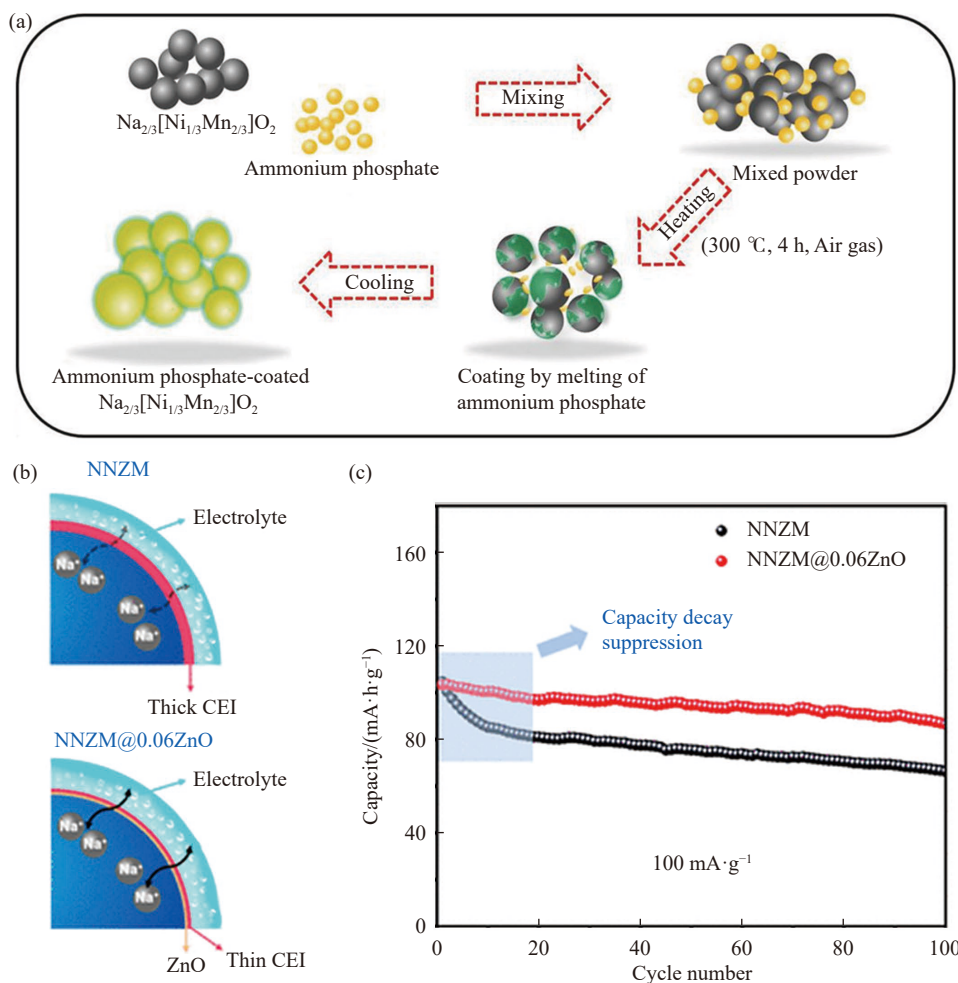 (a)
Na2/3[Ni1/3Mn2/3]O2
Ammonium phosphate
Mixing
Mixed powder
Heating
(300 ℃, 4 h, Air gas)
Coating by melting of
ammonium phosphate
Cooling
Ammonium phosphate-coated
Na2/3[Ni1/3Mn2/3]O2
(b)
NNZM
Electrolyte
Na+
Na+
Na+
Na+
Thick CEI
NNZM@0.06ZnO
Electrolyte
Na+
Na+
Na+
Na+
Thin CEI
ZnO
(c)
NNZM
NNZM@0.06ZnO
Capacity decay
suppression
100 mA·g−1
Capacity/(mA·h·g−1)
160
120
80
40
0
0 20 40 60 80 100
Cycle number